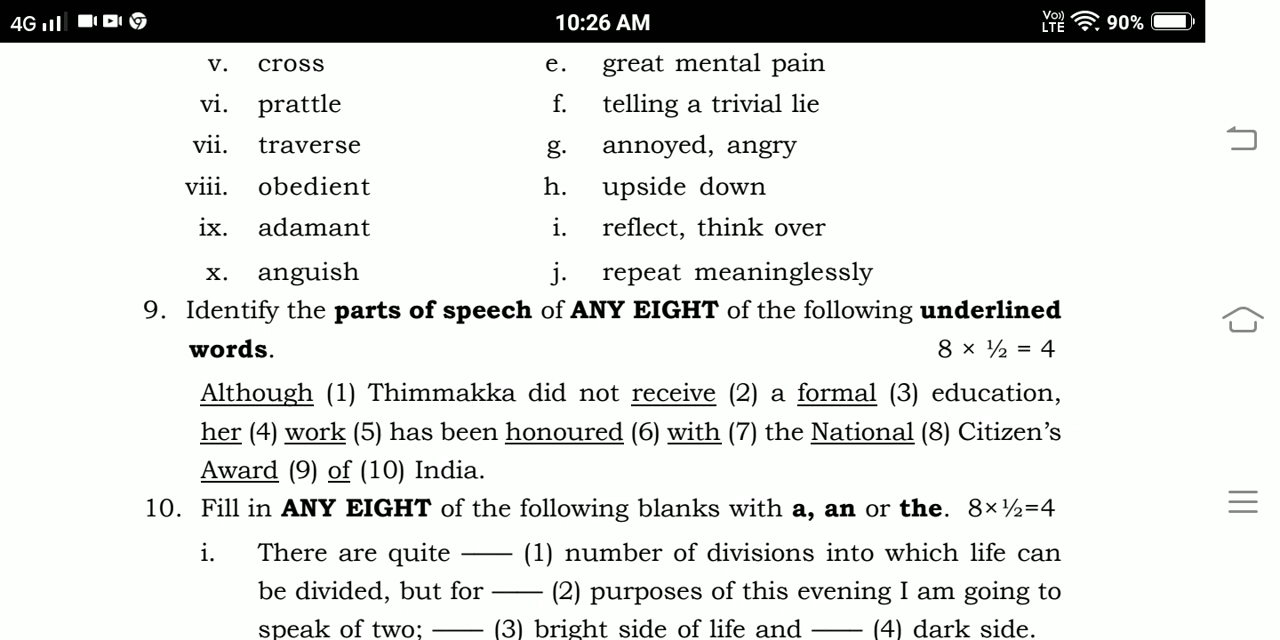 4G 10:26 AM Vo) LTE 90%
v. cross e. great mental pain
vi. prattle f. telling a trivial lie
vii. traverse g. annoyed, angry
viii. obedient h. upside down
ix. adamant i. reflect, think over
x. anguish j. repeat meaninglessly
9. Identify the parts of speech of ANY EIGHT of the following underlined
words. 8 × ½ = 4
Although (1) Thimmakka did not receive (2) a formal (3) education,
her (4) work (5) has been honoured (6) with (7) the National (8) Citizen’s
Award (9) of (10) India.
10. Fill in ANY EIGHT of the following blanks with a, an or the. 8×½=4
i. There are quite —— (1) number of divisions into which life can
be divided, but for —— (2) purposes of this evening I am going to
speak of two; —— (3) bright side of life and —— (4) dark side.